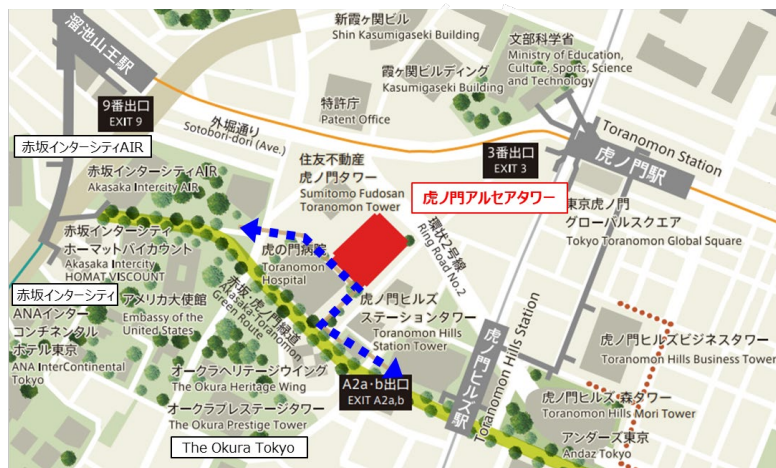 溜池山王駅
9番出口
EXIT 9
赤坂インターシティAIR
赤坂インターシティAIR
Akasaka Intercity AIR
外堀通り
Sotobori-dori (Ave.)
新霞ヶ関ビル
Shin Kasumigaseki Building
霞ヶ関ビルディング
Kasumigaseki Building
特許庁
Patent Office
文部科学省
Ministry of Education,
Culture, Sports, Science
and Technology
3番出口
EXIT 3
Toranomon Station
虎ノ門駅
住友不動産
虎ノ門タワー
Sumitomo Fudosan
Toranomon Tower
虎ノ門アルセアタワー
東京虎ノ門
グローバルスクエア
Tokyo Toranomon Global Square
環状2号線
Ring Road No.2
赤坂インターシティ
ホーマットバイカウント
Akasaka Intercity
HOMAT VISCOUNT
赤坂インターシティ
虎の門病院
Toranomon
Hospital
赤坂・虎ノ門緑道
Akasaka-Toranomon
Green Route
アメリカ大使館
Embassy of the
United States
ANAインター
コンチネンタル
ホテル東京
ANA InterContinental
Tokyo
虎ノ門ヒルズ
ステーションタワー
Toranomon Hills
Station Tower
虎ノ門ヒルズ駅
Toranomon Hills Station
虎ノ門ヒルズビジネスタワー
Toranomon Hills Business Tower
オークラヘリテージウイング
The Okura Heritage Wing
A2a・b出口
EXIT A2a,b
オークラプレステージタワー
The Okura Prestige Tower
The Okura Tokyo
虎ノ門ヒルズ 森タワー
Toranomon Hills Mori Tower
アンダーズ東京
Andaz Tokyo